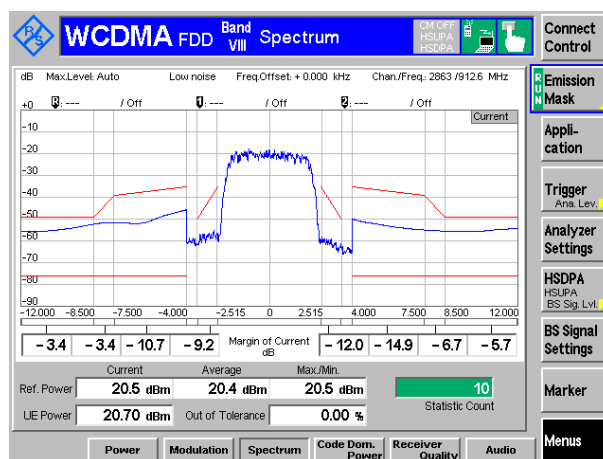 R S
WCDMA FDD Band VIII Spectrum
CM OFF
HSUPA
HSDPA
Connect Control
dB Max.Level: Auto Low noise Freq.Offset: + 0.000 kHz Chan./Freq.: 2863 /912.6 MHz
RUN
Emission Mask
+0 R: --- / Off 1: --- / Off 2: --- / Off
Current
-10
-20
-30
-40
-50
-60
-70
-80
-90
-12.000 -8.500 -7.500 -4.000 -2.515 0 2.515 4.000 7.500 8.500 12.000
- 3.4 - 3.4 - 10.7 - 9.2 Margin of Current dB - 12.0 - 14.9 - 6.7 - 5.7
Current Average Max./Min.
Ref. Power 20.5 dBm 20.4 dBm 20.5 dBm 10
Statistic Count
UE Power 20.70 dBm Out of Tolerance 0.00 %
Appli-
cation
Trigger
Ana. Lev.
Analyzer
Settings
HSDPA
HSUPA
BS Sig. Lvl.
BS Signal
Settings
Marker
Menus
Power Modulation Spectrum Code Dom. Power Receiver Quality Audio